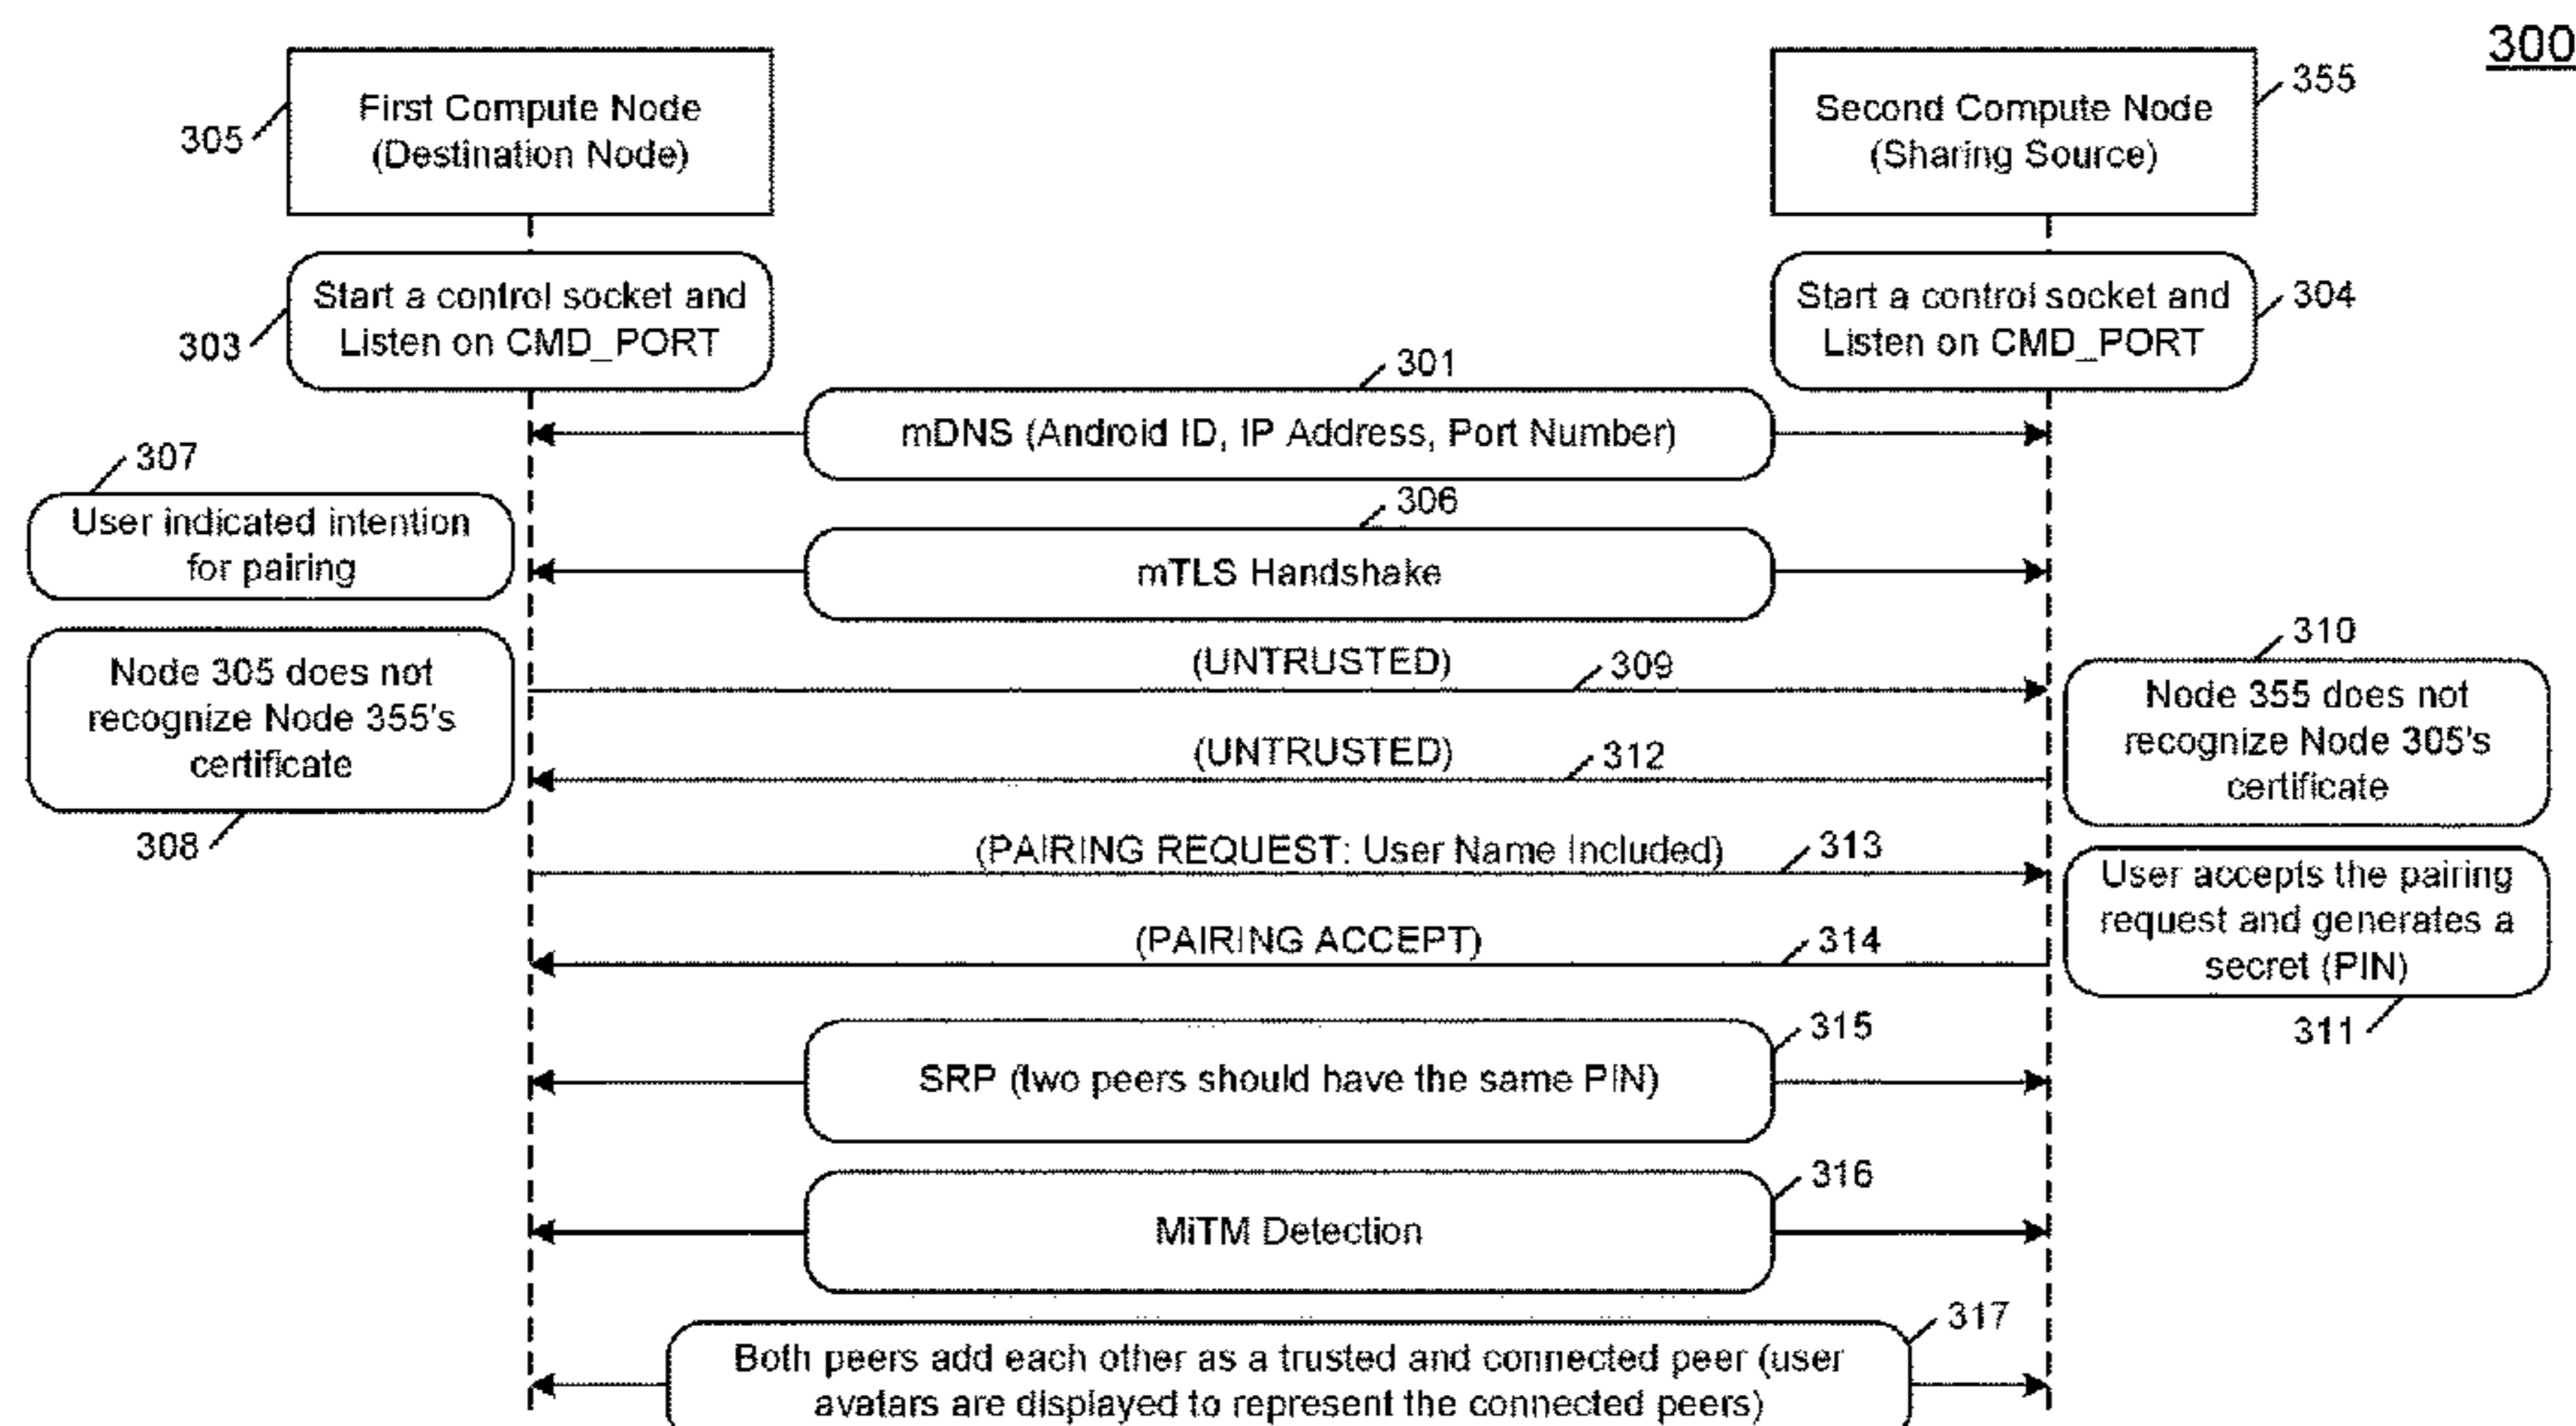 300
First Compute Node
(Destination Node)
305
Second Compute Node
(Sharing Source)
355
Start a control socket and
Listen on CMD_PORT
303
Start a control socket and
Listen on CMD_PORT
304
301
mDNS (Android ID, IP Address, Port Number)
307
User indicated intention
for pairing
306
mTLS Handshake
Node 305 does not
recognize Node 355's
certificate
308
(UNTRUSTED)
309
310
Node 355 does not
recognize Node 305's
certificate
(UNTRUSTED)
312
(PAIRING REQUEST: User Name Included)
313
User accepts the pairing
request and generates a
secret (PIN)
311
(PAIRING ACCEPT)
314
315
SRP (two peers should have the same PIN)
316
MiTM Detection
317
Both peers add each other as a trusted and connected peer (user
avatars are displayed to represent the connected peers)